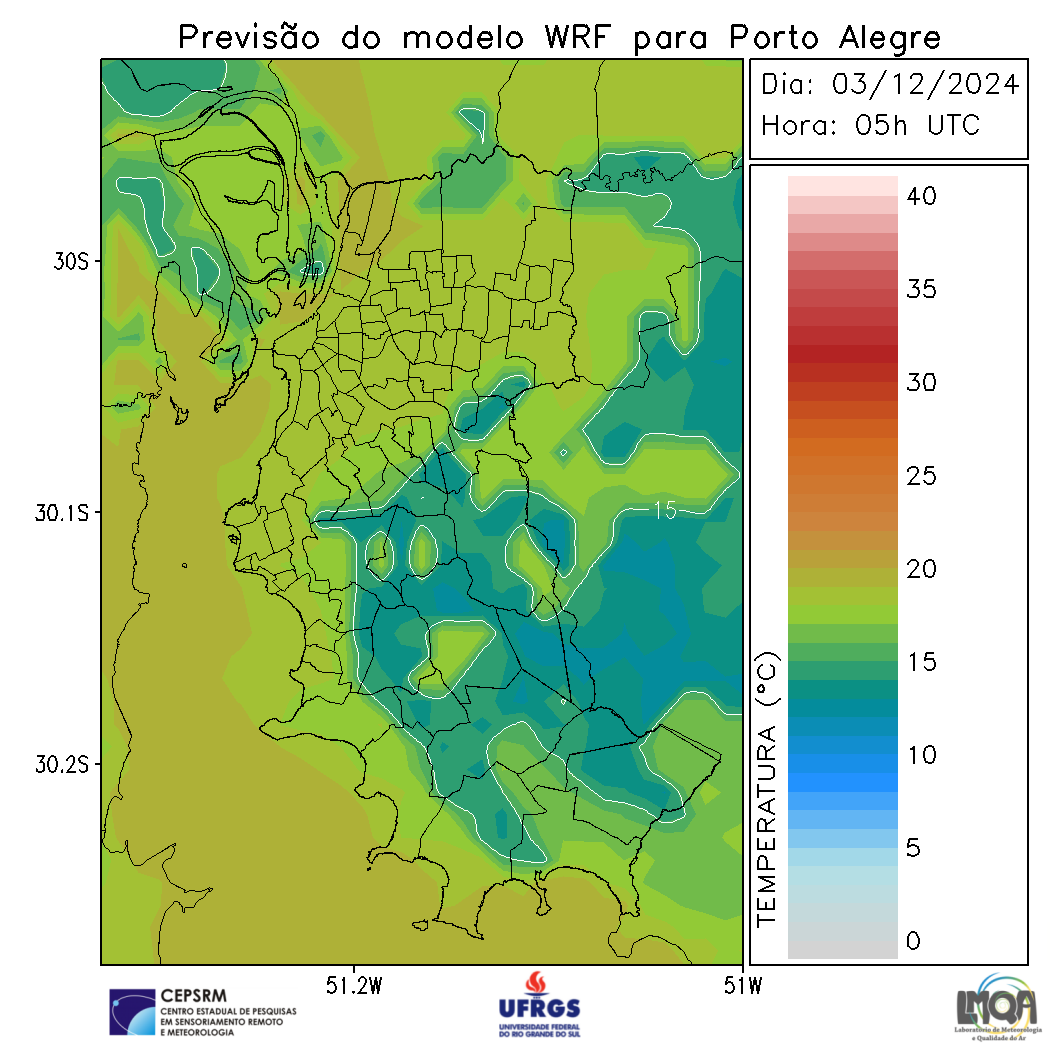 Previsão do modelo WRF para Porto Alegre
Dia: 03/12/2024
Hora: 05h UTC
30S
30.1S
30.2S
51.2W
51W
15
TEMPERATURA (°C)
40
35
30
25
20
15
10
5
0
CEPSRM
CENTRO ESTADUAL DE PESQUISAS
EM SENSORIAMENTO REMOTO
E METEOROLOGIA
UFRGS
UNIVERSIDADE FEDERAL
DO RIO GRANDE DO SUL
LMQA
Laboratório de Meteorologia
e Qualidade do Ar